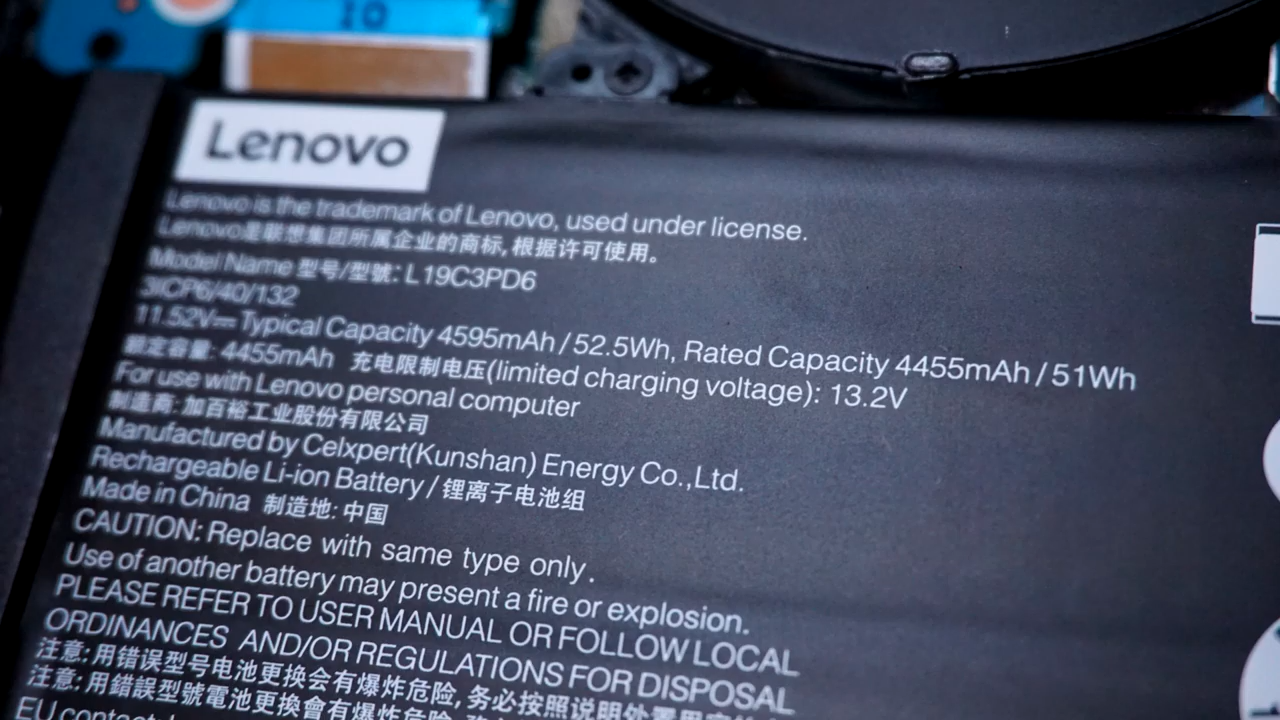 IO
Lenovo
Lenovo is the trademark of Lenovo, used under license.
Lenovo是联想集团所属企业的商标, 根据许可使用。
Model Name 型号/型號: L19C3PD6
3ICP6/40/132
11.52V⎓Typical Capacity 4595mAh / 52.5Wh, Rated Capacity 4455mAh / 51Wh
额定容量: 4455mAh 充电限制电压(limited charging voltage): 13.2V
For use with Lenovo personal computer
制造商: 加百裕工业股份有限公司
Manufactured by Celxpert(Kunshan) Energy Co.,Ltd.
Rechargeable Li-ion Battery / 锂离子电池组
Made in China 制造地: 中国
CAUTION: Replace with same type only.
Use of another battery may present a fire or explosion.
PLEASE REFER TO USER MANUAL OR FOLLOW LOCAL
ORDINANCES AND/OR REGULATIONS FOR DISPOSAL
注意: 用错误型号电池更换会有爆炸危险, 务必按照说明处置用
注意: 用錯誤型號電池更換會有爆炸危險
EU contact: